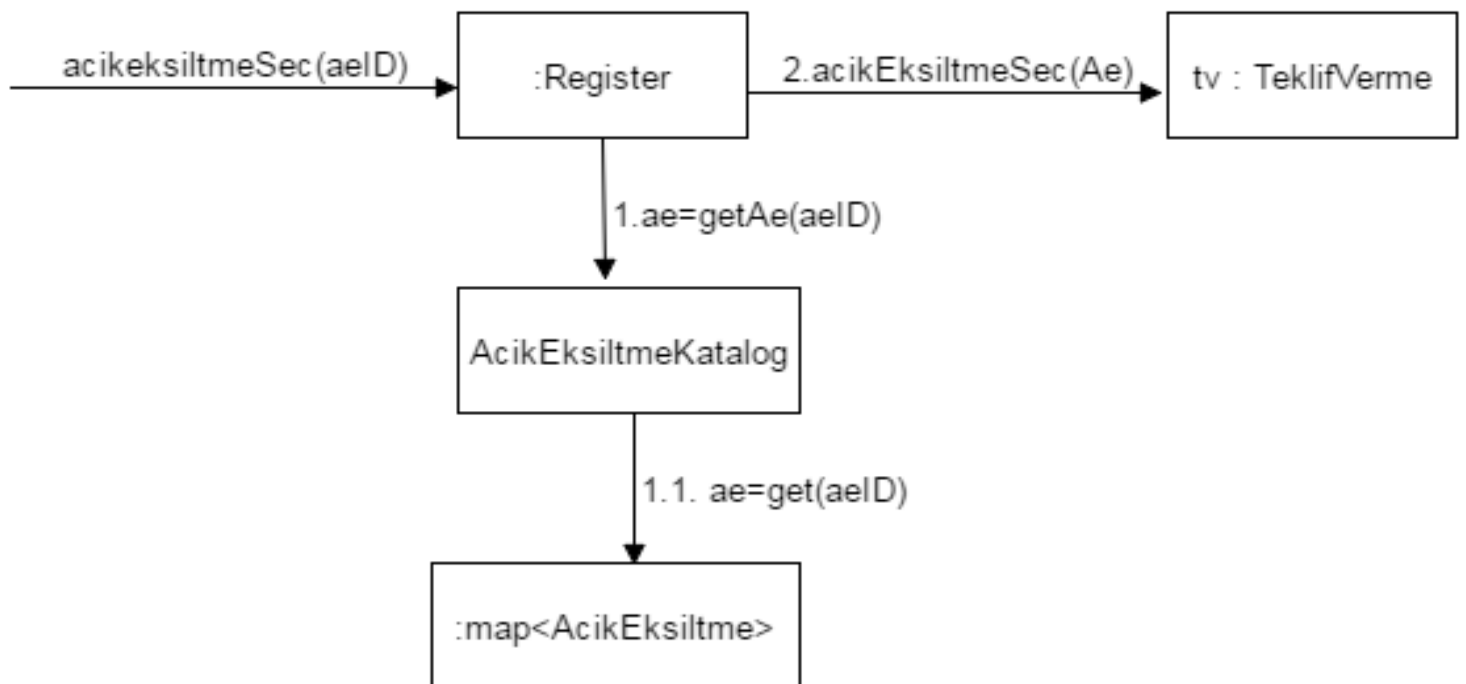 acikeksiltmeSec(aeID)
:Register
2.acikEksiltmeSec(Ae)
tv : TeklifVerme
1.ae=getAe(aeID)
AcikEksiltmeKatalog
1.1. ae=get(aeID)
:map<AcikEksiltme>